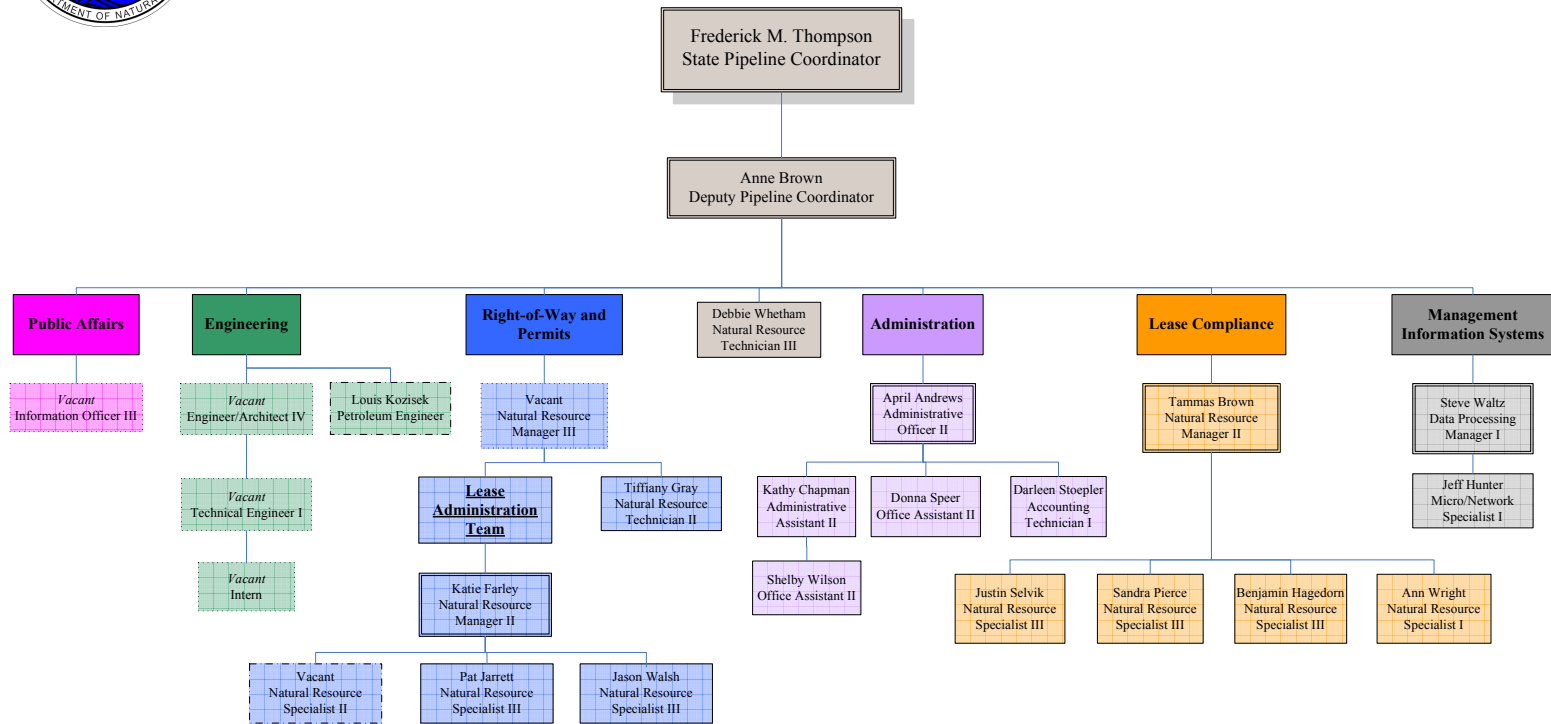 TMENT OF NATURA
Frederick M. Thompson
State Pipeline Coordinator
Anne Brown
Deputy Pipeline Coordinator
Public Affairs
Engineering
Right-of-Way and
Permits
Debbie Whetham
Natural Resource
Technician III
Administration
Lease Compliance
Management
Information Systems
Vacant
Information Officer III
Vacant
Engineer/Architect IV
Louis Kozisek
Petroleum Engineer
Vacant
Natural Resource
Manager III
April Andrews
Administrative
Officer II
Tammas Brown
Natural Resource
Manager II
Steve Waltz
Data Processing
Manager I
Vacant
Technical Engineer I
Lease
Administration
Team
Tiffiany Gray
Natural Resource
Technician II
Kathy Chapman
Administrative
Assistant II
Donna Speer
Office Assistant II
Darleen Stoepler
Accounting
Technician I
Jeff Hunter
Micro/Network
Specialist I
Vacant
Intern
Katie Farley
Natural Resource
Manager II
Shelby Wilson
Office Assistant II
Justin Selvik
Natural Resource
Specialist III
Sandra Pierce
Natural Resource
Specialist III
Benjamin Hagedorn
Natural Resource
Specialist III
Ann Wright
Natural Resource
Specialist I
Vacant
Natural Resource
Specialist II
Pat Jarrett
Natural Resource
Specialist III
Jason Walsh
Natural Resource
Specialist III